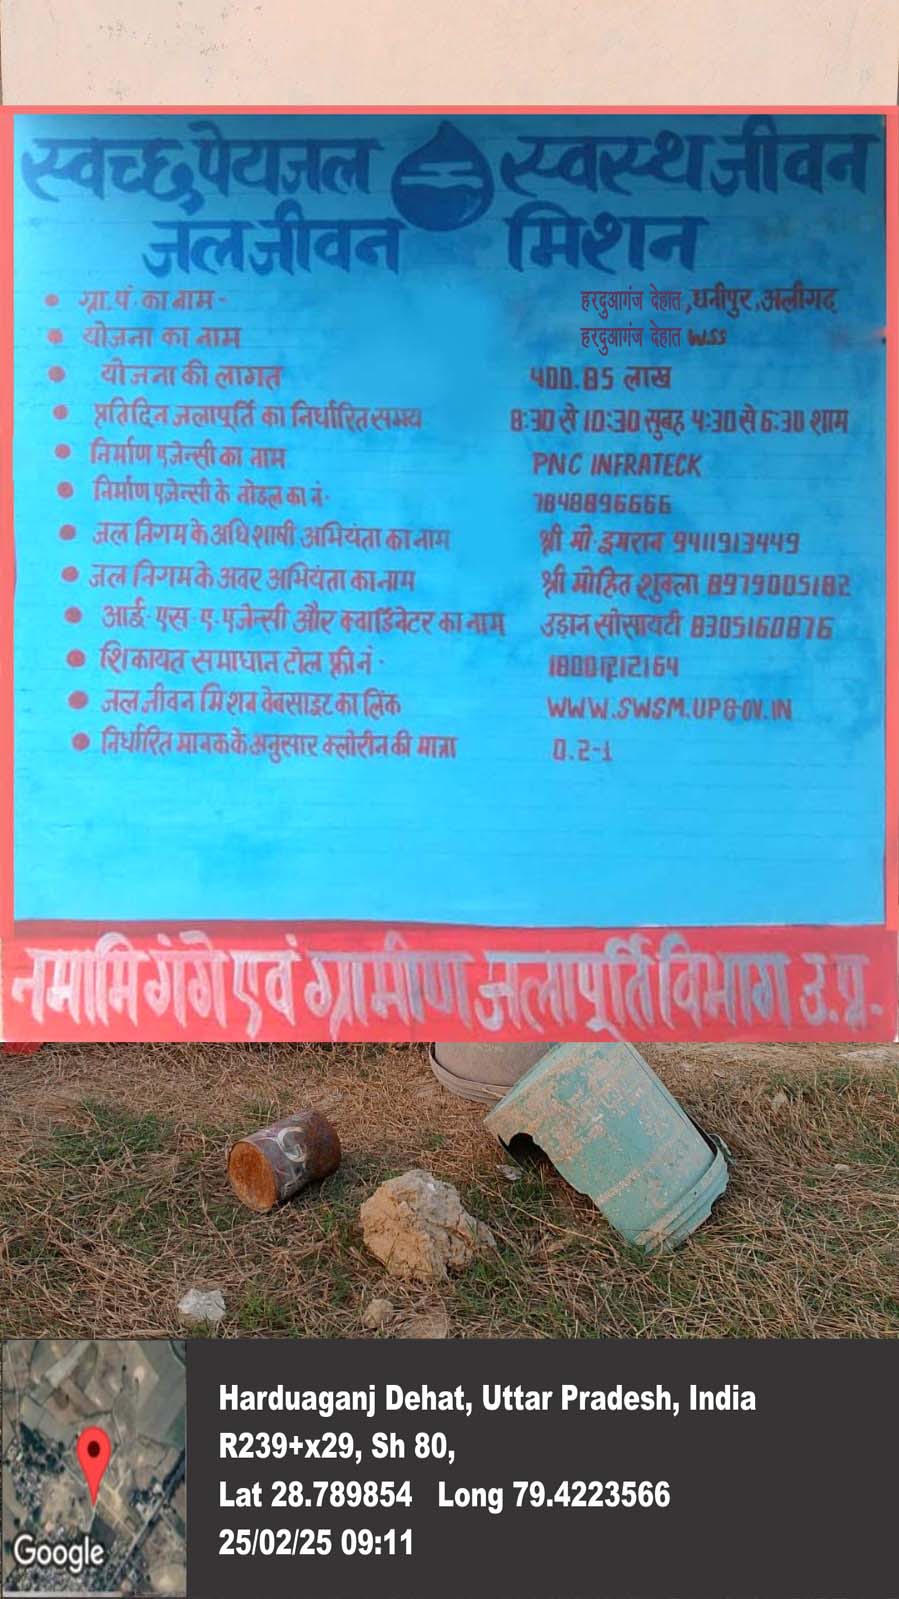 स्वच्छ पेयजल स्वस्थ जीवन
जल जीवन मिशन
ग्रा.पं. का नाम - हरदुआगंज देहात, धनीपुर, अलीगढ़
योजना का नाम हरदुआगंज देहात WSS
योजना की लागत 400.85 लाख
प्रतिदिन जलापूर्ति का निर्धारित समय 8:30 से 10:30 सुबह 4:30 से 6:30 शाम
निर्माण एजेन्सी का नाम PNC INFRATECK
निर्माण एजेन्सी के नोडल का नं. 7848896666
जल निगम के अधिशाषी अभियंता का नाम श्री मो इमरान 9411913449
जल निगम के अवर अभियंता का नाम श्री मोहित शुक्ला 8979005182
आई.एस.ए. एजेन्सी और क्वार्डिनेटर का नाम उड़ान सोसायटी 8305160876
शिकायत समाधान टोल फ्री नं. 18001212164
जल जीवन मिशन वेबसाइट का लिंक WWW.SWSM.UPGOV.IN
निर्धारित मानक के अनुसार क्लोरीन की मात्रा 0.2-1
नमामि गंगे एवं ग्रामीण जलापूर्ति विभाग उ.प्र.
Harduaganj Dehat, Uttar Pradesh, India
R239+x29, Sh 80,
Lat 28.789854 Long 79.4223566
25/02/25 09:11
Google